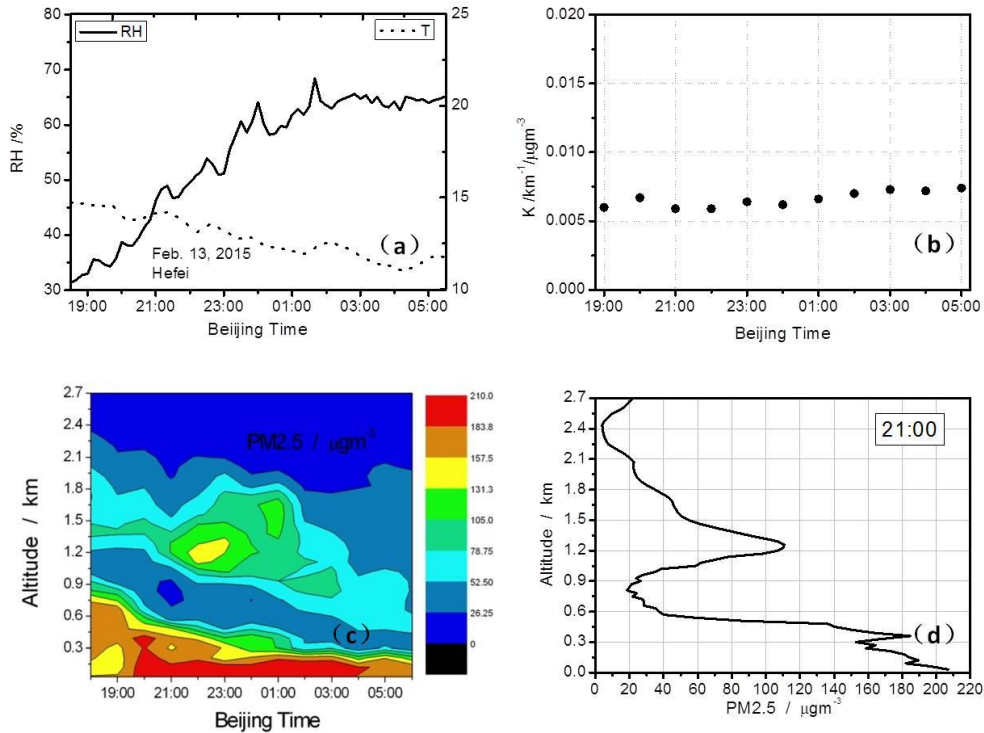 80
70
60
50
40
30
RH /%
RH
T
25
20
15
10
(a)
Feb. 13, 2015
Hefei
19:00 21:00 23:00 01:00 03:00 05:00
Beiijing Time
0.020
0.015
0.010
0.005
0.000
K /km⁻¹/μgm⁻³
(b)
19:00 21:00 23:00 01:00 03:00 05:00
Beijing Time
2.7
2.4
2.1
1.8
1.5
1.2
0.9
0.6
0.3
Altitude / km
PM2.5 / μgm⁻³
(c)
210.0
183.8
157.5
131.3
105.0
78.75
52.50
26.25
0
19:00 21:00 23:00 01:00 03:00 05:00
Beijing Time
2.7
2.4
2.1
1.8
1.5
1.2
0.9
0.6
0.3
0.0
Altitude / km
21:00
(d)
0 20 40 60 80 100 120 140 160 180 200 220
PM2.5 / μgm⁻³